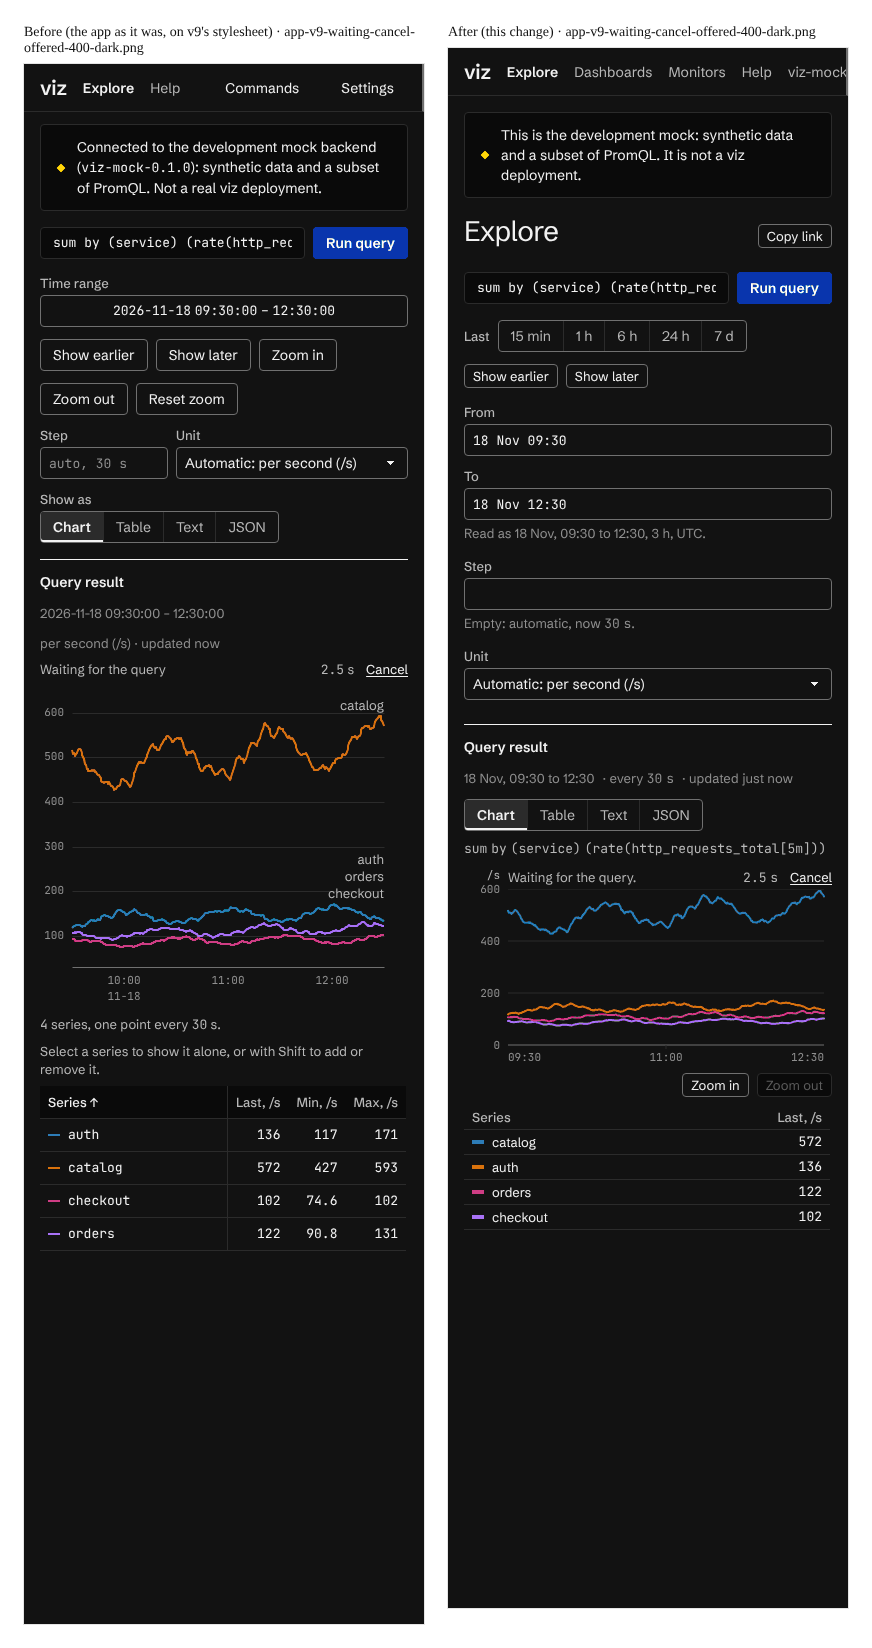 Before (the app as it was, on v9's stylesheet) · app-v9-waiting-cancel-
offered-400-dark.png
viz Explore Help Commands Settings
Connected to the development mock backend
(viz-mock-0.1.0): synthetic data and a subset
of PromQL. Not a real viz deployment.
sum by (service) (rate(http_rec Run query
Time range
2026-11-18 09:30:00 – 12:30:00
Show earlier Show later Zoom in
Zoom out Reset zoom
Step Unit
auto, 30 s Automatic: per second (/s)
Show as
Chart Table Text JSON
Query result
2026-11-18 09:30:00 – 12:30:00
per second (/s) · updated now
Waiting for the query 2.5 s Cancel
catalog
600
500
400
300
auth
orders
200
checkout
100
10:00 11:00 12:00
11-18
4 series, one point every 30 s.
Select a series to show it alone, or with Shift to add or
remove it.
Series ↑ Last, /s Min, /s Max, /s
auth 136 117 171
catalog 572 427 593
checkout 102 74.6 102
orders 122 90.8 131
After (this change) · app-v9-waiting-cancel-offered-400-dark.png
viz Explore Dashboards Monitors Help viz-mock
This is the development mock: synthetic data
and a subset of PromQL. It is not a viz
deployment.
Explore Copy link
sum by (service) (rate(http_rec Run query
Last 15 min 1 h 6 h 24 h 7 d
Show earlier Show later
From
18 Nov 09:30
To
18 Nov 12:30
Read as 18 Nov, 09:30 to 12:30, 3 h, UTC.
Step
Empty: automatic, now 30 s.
Unit
Automatic: per second (/s)
Query result
18 Nov, 09:30 to 12:30 · every 30 s · updated just now
Chart Table Text JSON
sum by (service) (rate(http_requests_total[5m]))
/s Waiting for the query. 2.5 s Cancel
600
400
200
0
09:30 11:00 12:30
Zoom in Zoom out
Series Last, /s
catalog 572
auth 136
orders 122
checkout 102